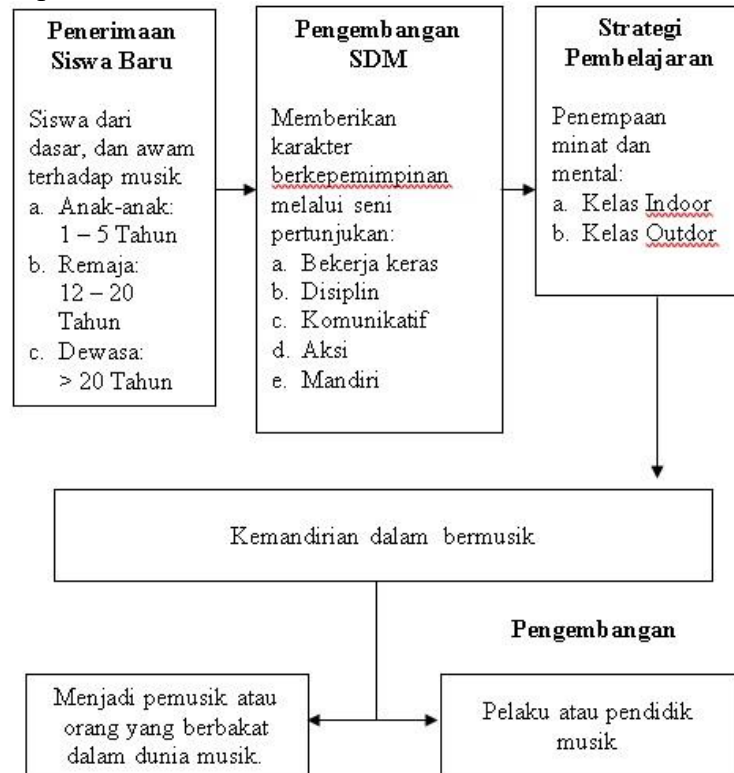 Penerimaan
Siswa Baru
Siswa dari
dasar, dan awam
terhadap musik
a. Anak-anak:
1 – 5 Tahun
b. Remaja:
12 – 20
Tahun
c. Dewasa:
> 20 Tahun
Pengembangan
SDM
Memberikan
karakter
berkepemimpinan
melalui seni
pertunjukan:
a. Bekerja keras
b. Disiplin
c. Komunikatif
d. Aksi
e. Mandiri
Strategi
Pembelajaran
Penempaan
minat dan
mental:
a. Kelas Indoor
b. Kelas Outdor
Kemandirian dalam bermusik
Pengembangan
Menjadi pemusik atau
orang yang berbakat
dalam dunia musik.
Pelaku atau pendidik
musik